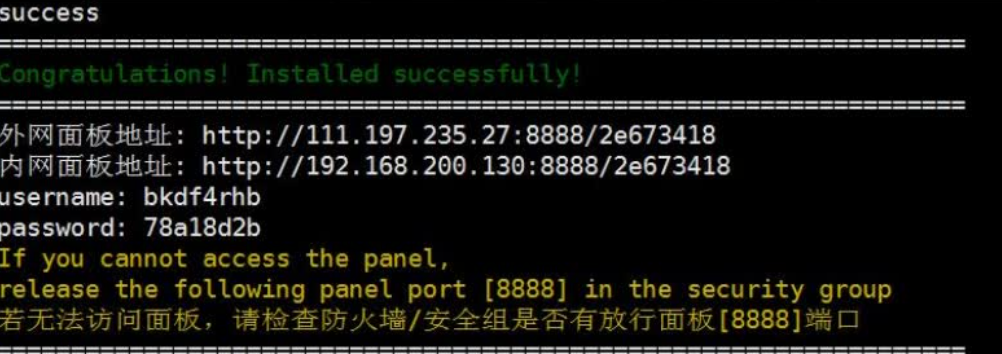 success
==================================================================
Congratulations! Installed successfully!
==================================================================
外网面板地址: http://111.197.235.27:8888/2e673418
内网面板地址: http://192.168.200.130:8888/2e673418
username: bkdf4rhb
password: 78a18d2b
If you cannot access the panel,
release the following panel port [8888] in the security group
若无法访问面板，请检查防火墙/安全组是否有放行面板[8888]端口
==================================================================